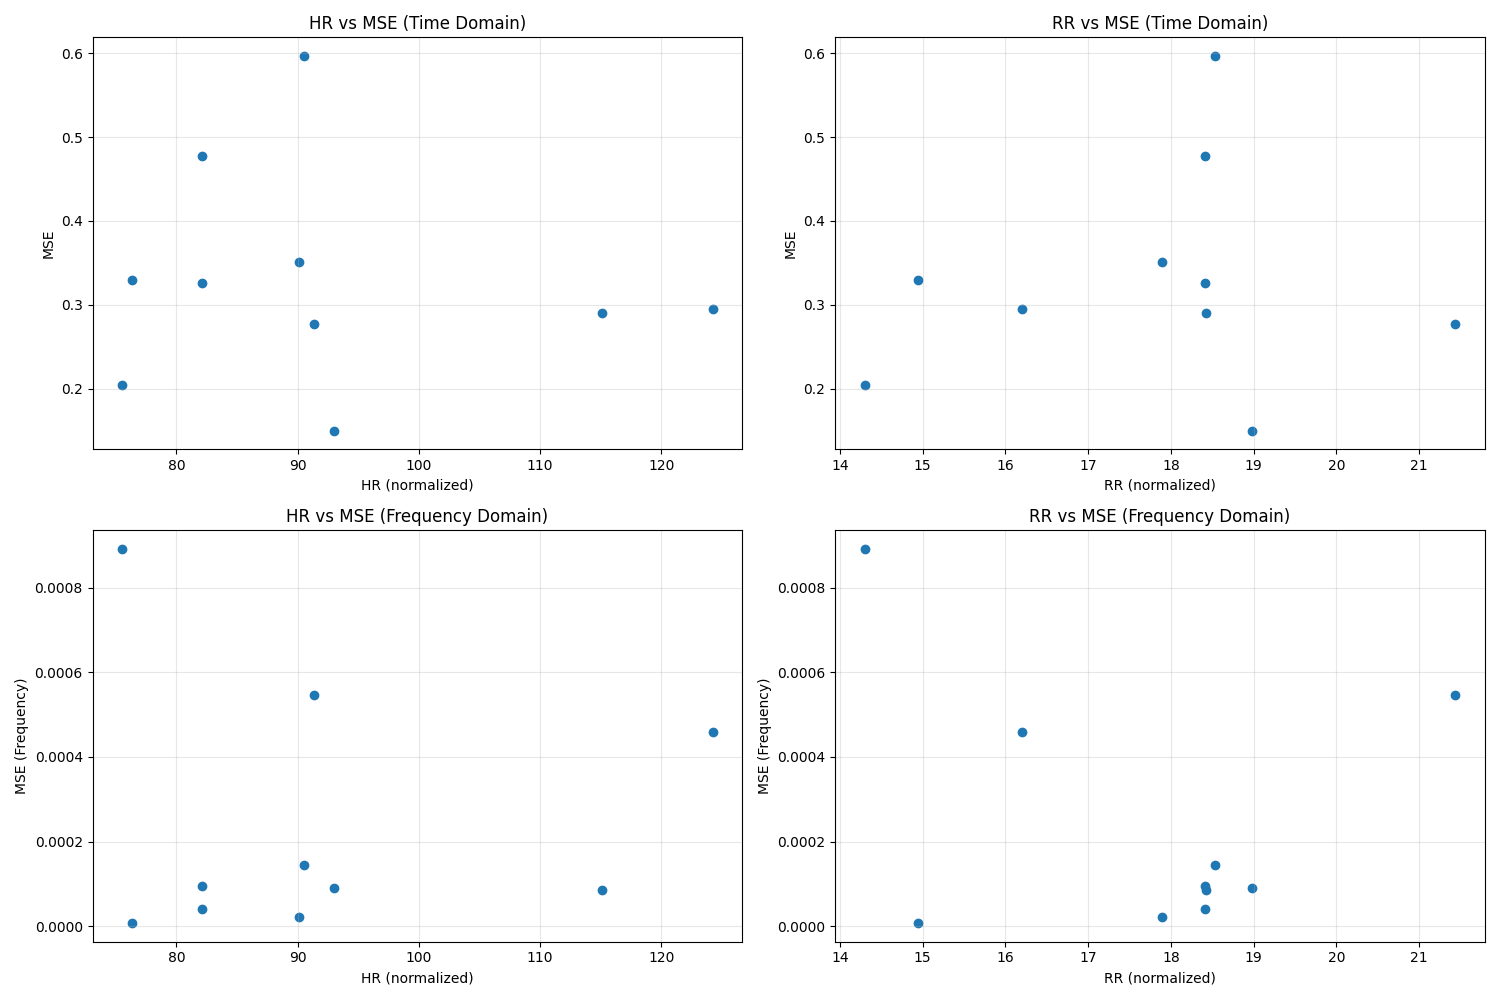 HR vs MSE (Time Domain)
0.6
0.5
0.4
0.3
0.2
MSE
80 90 100 110 120
HR (normalized)
RR vs MSE (Time Domain)
0.6
0.5
0.4
0.3
0.2
MSE
14 15 16 17 18 19 20 21
RR (normalized)
HR vs MSE (Frequency Domain)
0.0008
0.0006
0.0004
0.0002
0.0000
MSE (Frequency)
80 90 100 110 120
HR (normalized)
RR vs MSE (Frequency Domain)
0.0008
0.0006
0.0004
0.0002
0.0000
MSE (Frequency)
14 15 16 17 18 19 20 21
RR (normalized)